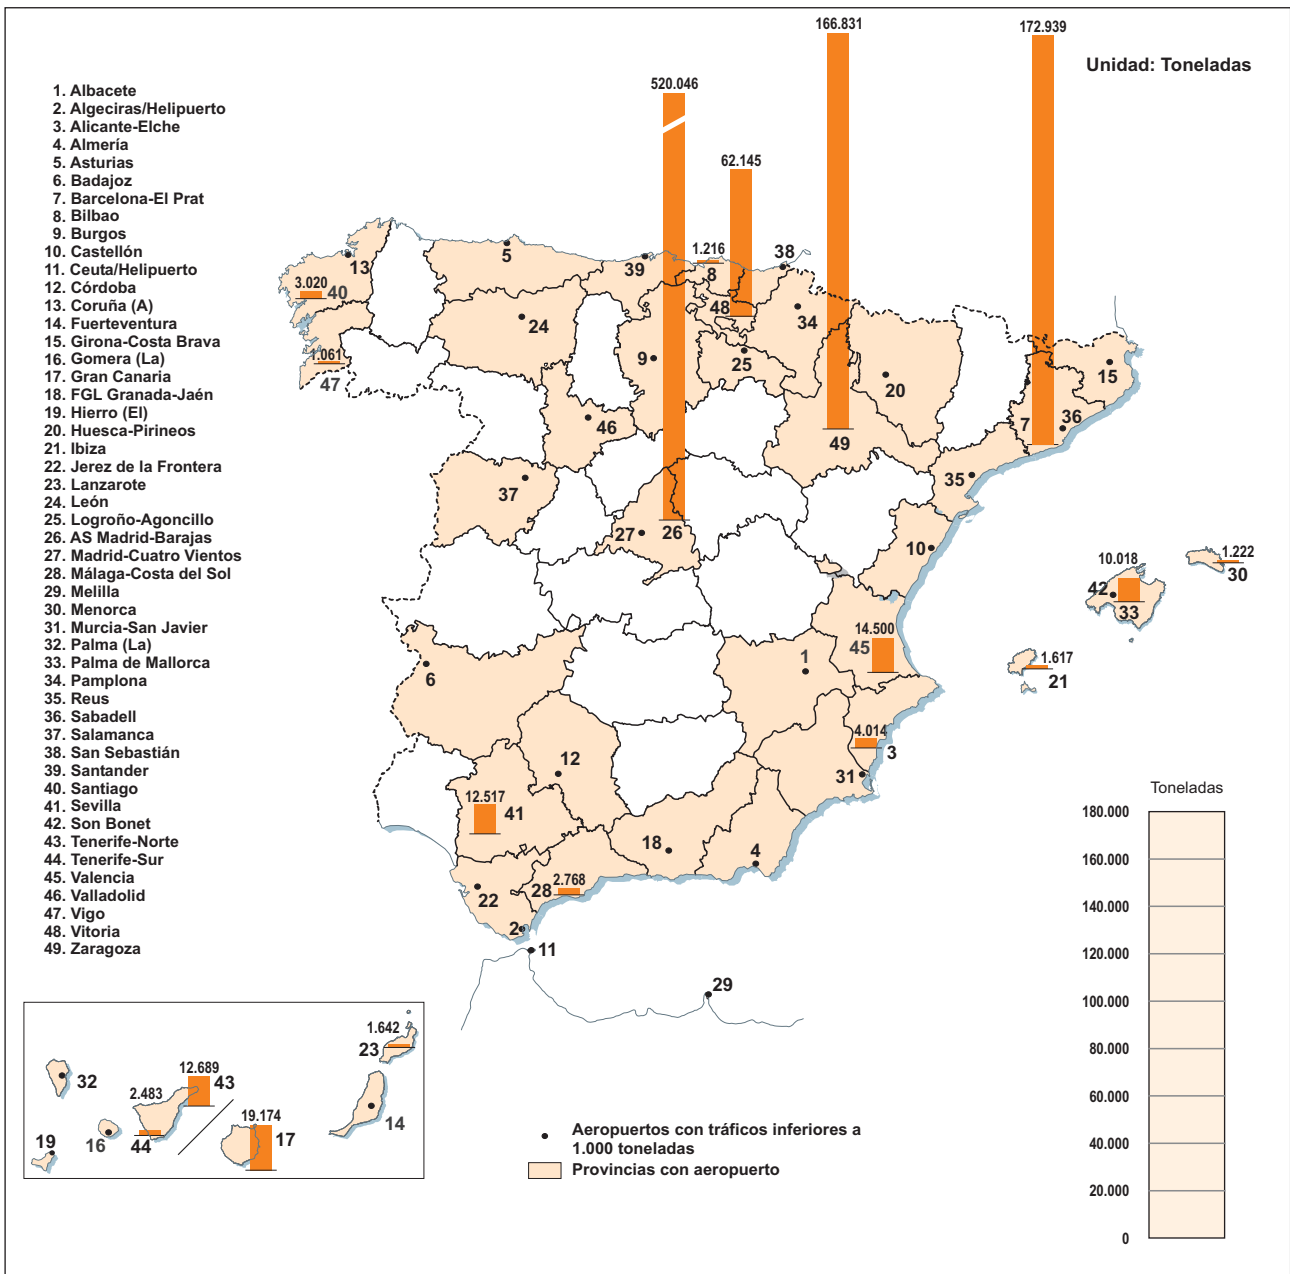 166.831
172.939
Unidad: Toneladas
520.046
62.145
1.216
3.020
1.061
1. Albacete
2. Algeciras/Helipuerto
3. Alicante-Elche
4. Almería
5. Asturias
6. Badajoz
7. Barcelona-El Prat
8. Bilbao
9. Burgos
10. Castellón
11. Ceuta/Helipuerto
12. Córdoba
13. Coruña (A)
14. Fuerteventura
15. Girona-Costa Brava
16. Gomera (La)
17. Gran Canaria
18. FGL Granada-Jaén
19. Hierro (El)
20. Huesca-Pirineos
21. Ibiza
22. Jerez de la Frontera
23. Lanzarote
24. León
25. Logroño-Agoncillo
26. AS Madrid-Barajas
27. Madrid-Cuatro Vientos
28. Málaga-Costa del Sol
29. Melilla
30. Menorca
31. Murcia-San Javier
32. Palma (La)
33. Palma de Mallorca
34. Pamplona
35. Reus
36. Sabadell
37. Salamanca
38. San Sebastián
39. Santander
40. Santiago
41. Sevilla
42. Son Bonet
43. Tenerife-Norte
44. Tenerife-Sur
45. Valencia
46. Valladolid
47. Vigo
48. Vitoria
49. Zaragoza
5
38
13
39
8
40
48
34
24
9
25
20
15
47
46
7
36
49
37
35
27
26
10
10.018
1.222
30
42
33
14.500
45
1
1.617
21
6
4.014
3
12
31
12.517
41
18
4
2.768
28
22
2
11
29
Toneladas
180.000
160.000
140.000
120.000
100.000
80.000
60.000
40.000
20.000
0
1.642
23
32
12.689
43
2.483
19.174
14
19
16
44
17
Aeropuertos con tráficos inferiores a
1.000 toneladas
Provincias con aeropuerto